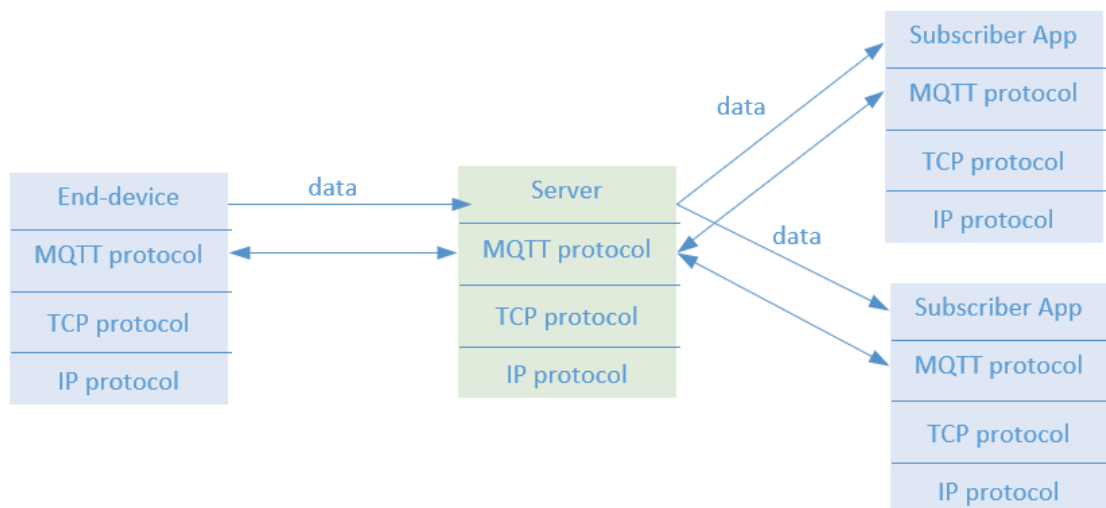 End-device
MQTT protocol
TCP protocol
IP protocol
data
Server
MQTT protocol
TCP protocol
IP protocol
data
data
Subscriber App
MQTT protocol
TCP protocol
IP protocol
Subscriber App
MQTT protocol
TCP protocol
IP protocol